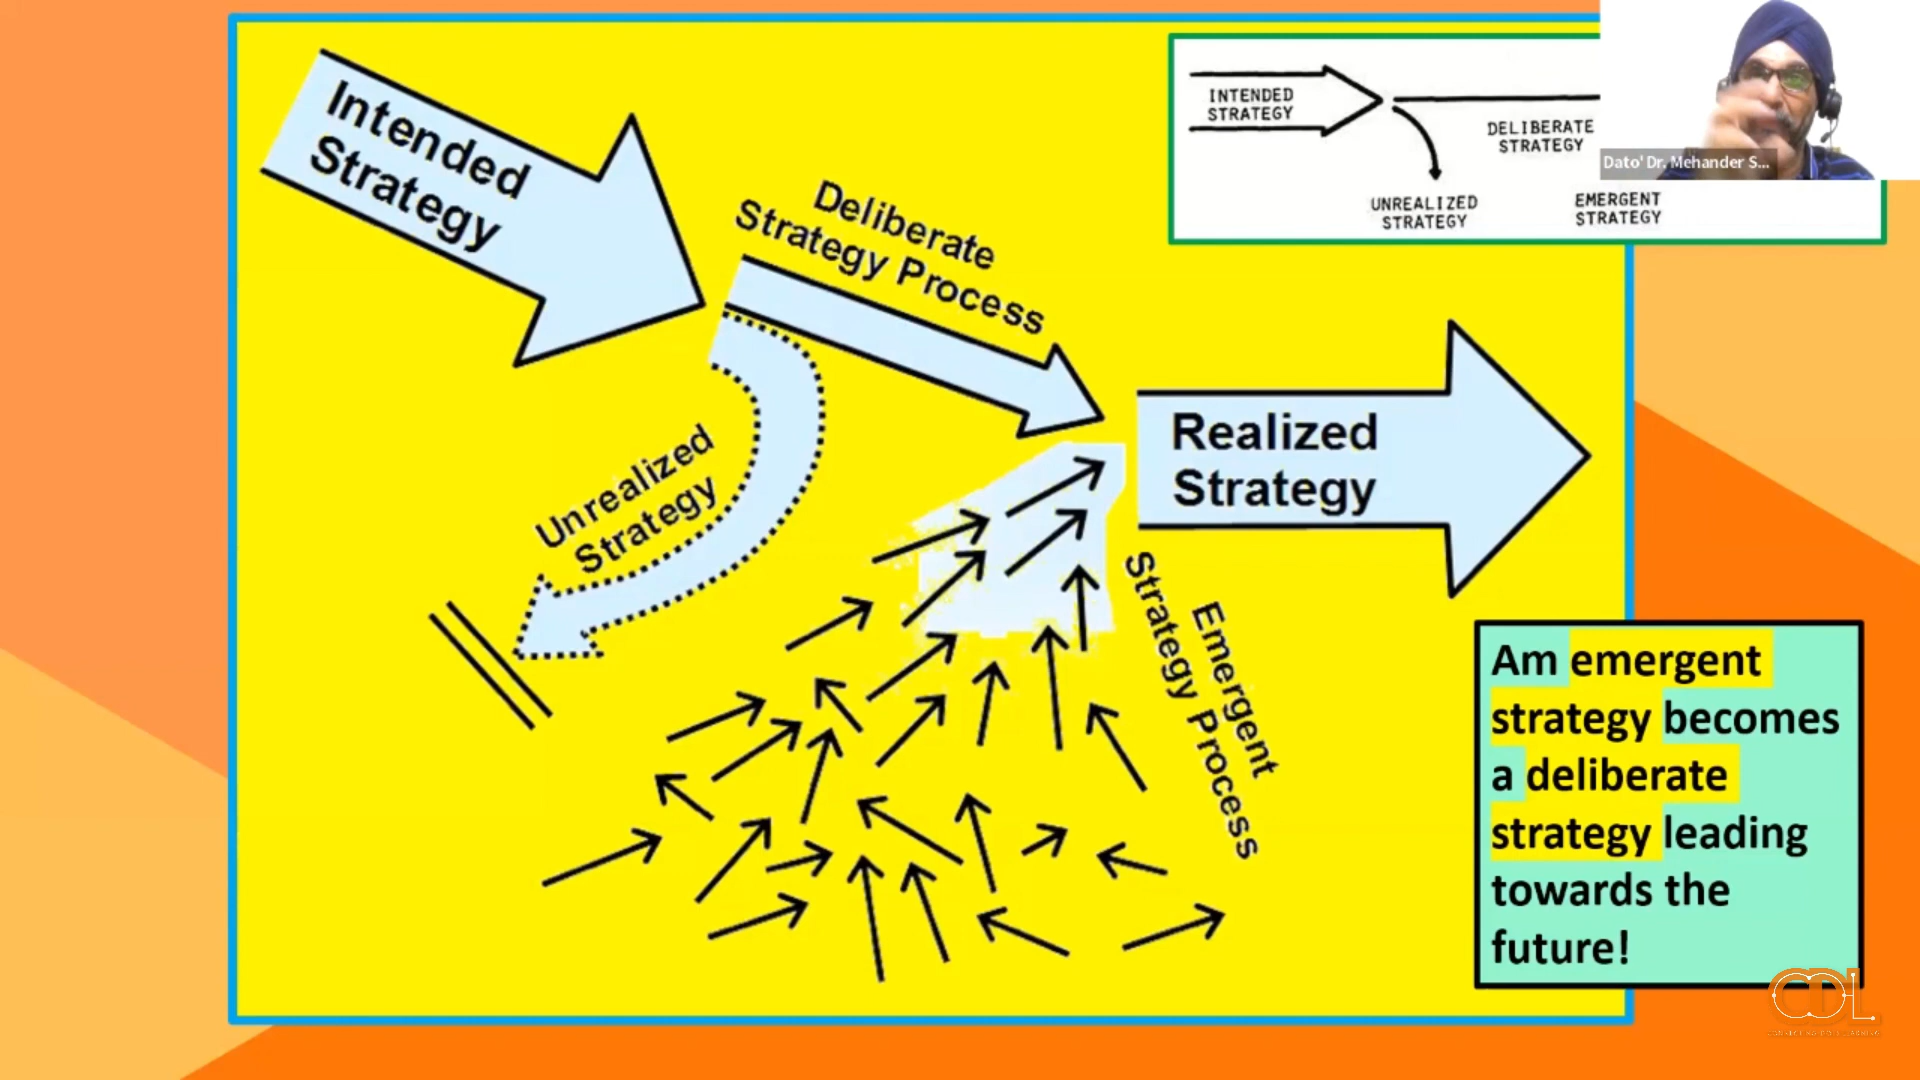 Intended
Strategy
Deliberate
Strategy Process
Unrealized
Strategy
Realized
Strategy
Emergent
Strategy Process
INTENDED
STRATEGY
DELIBERATE
STRATEGY
UNREALIZED
STRATEGY
EMERGENT
STRATEGY
Dato' Dr. Mehander S...
Am emergent
strategy becomes
a deliberate
strategy leading
towards the
future!
CDL